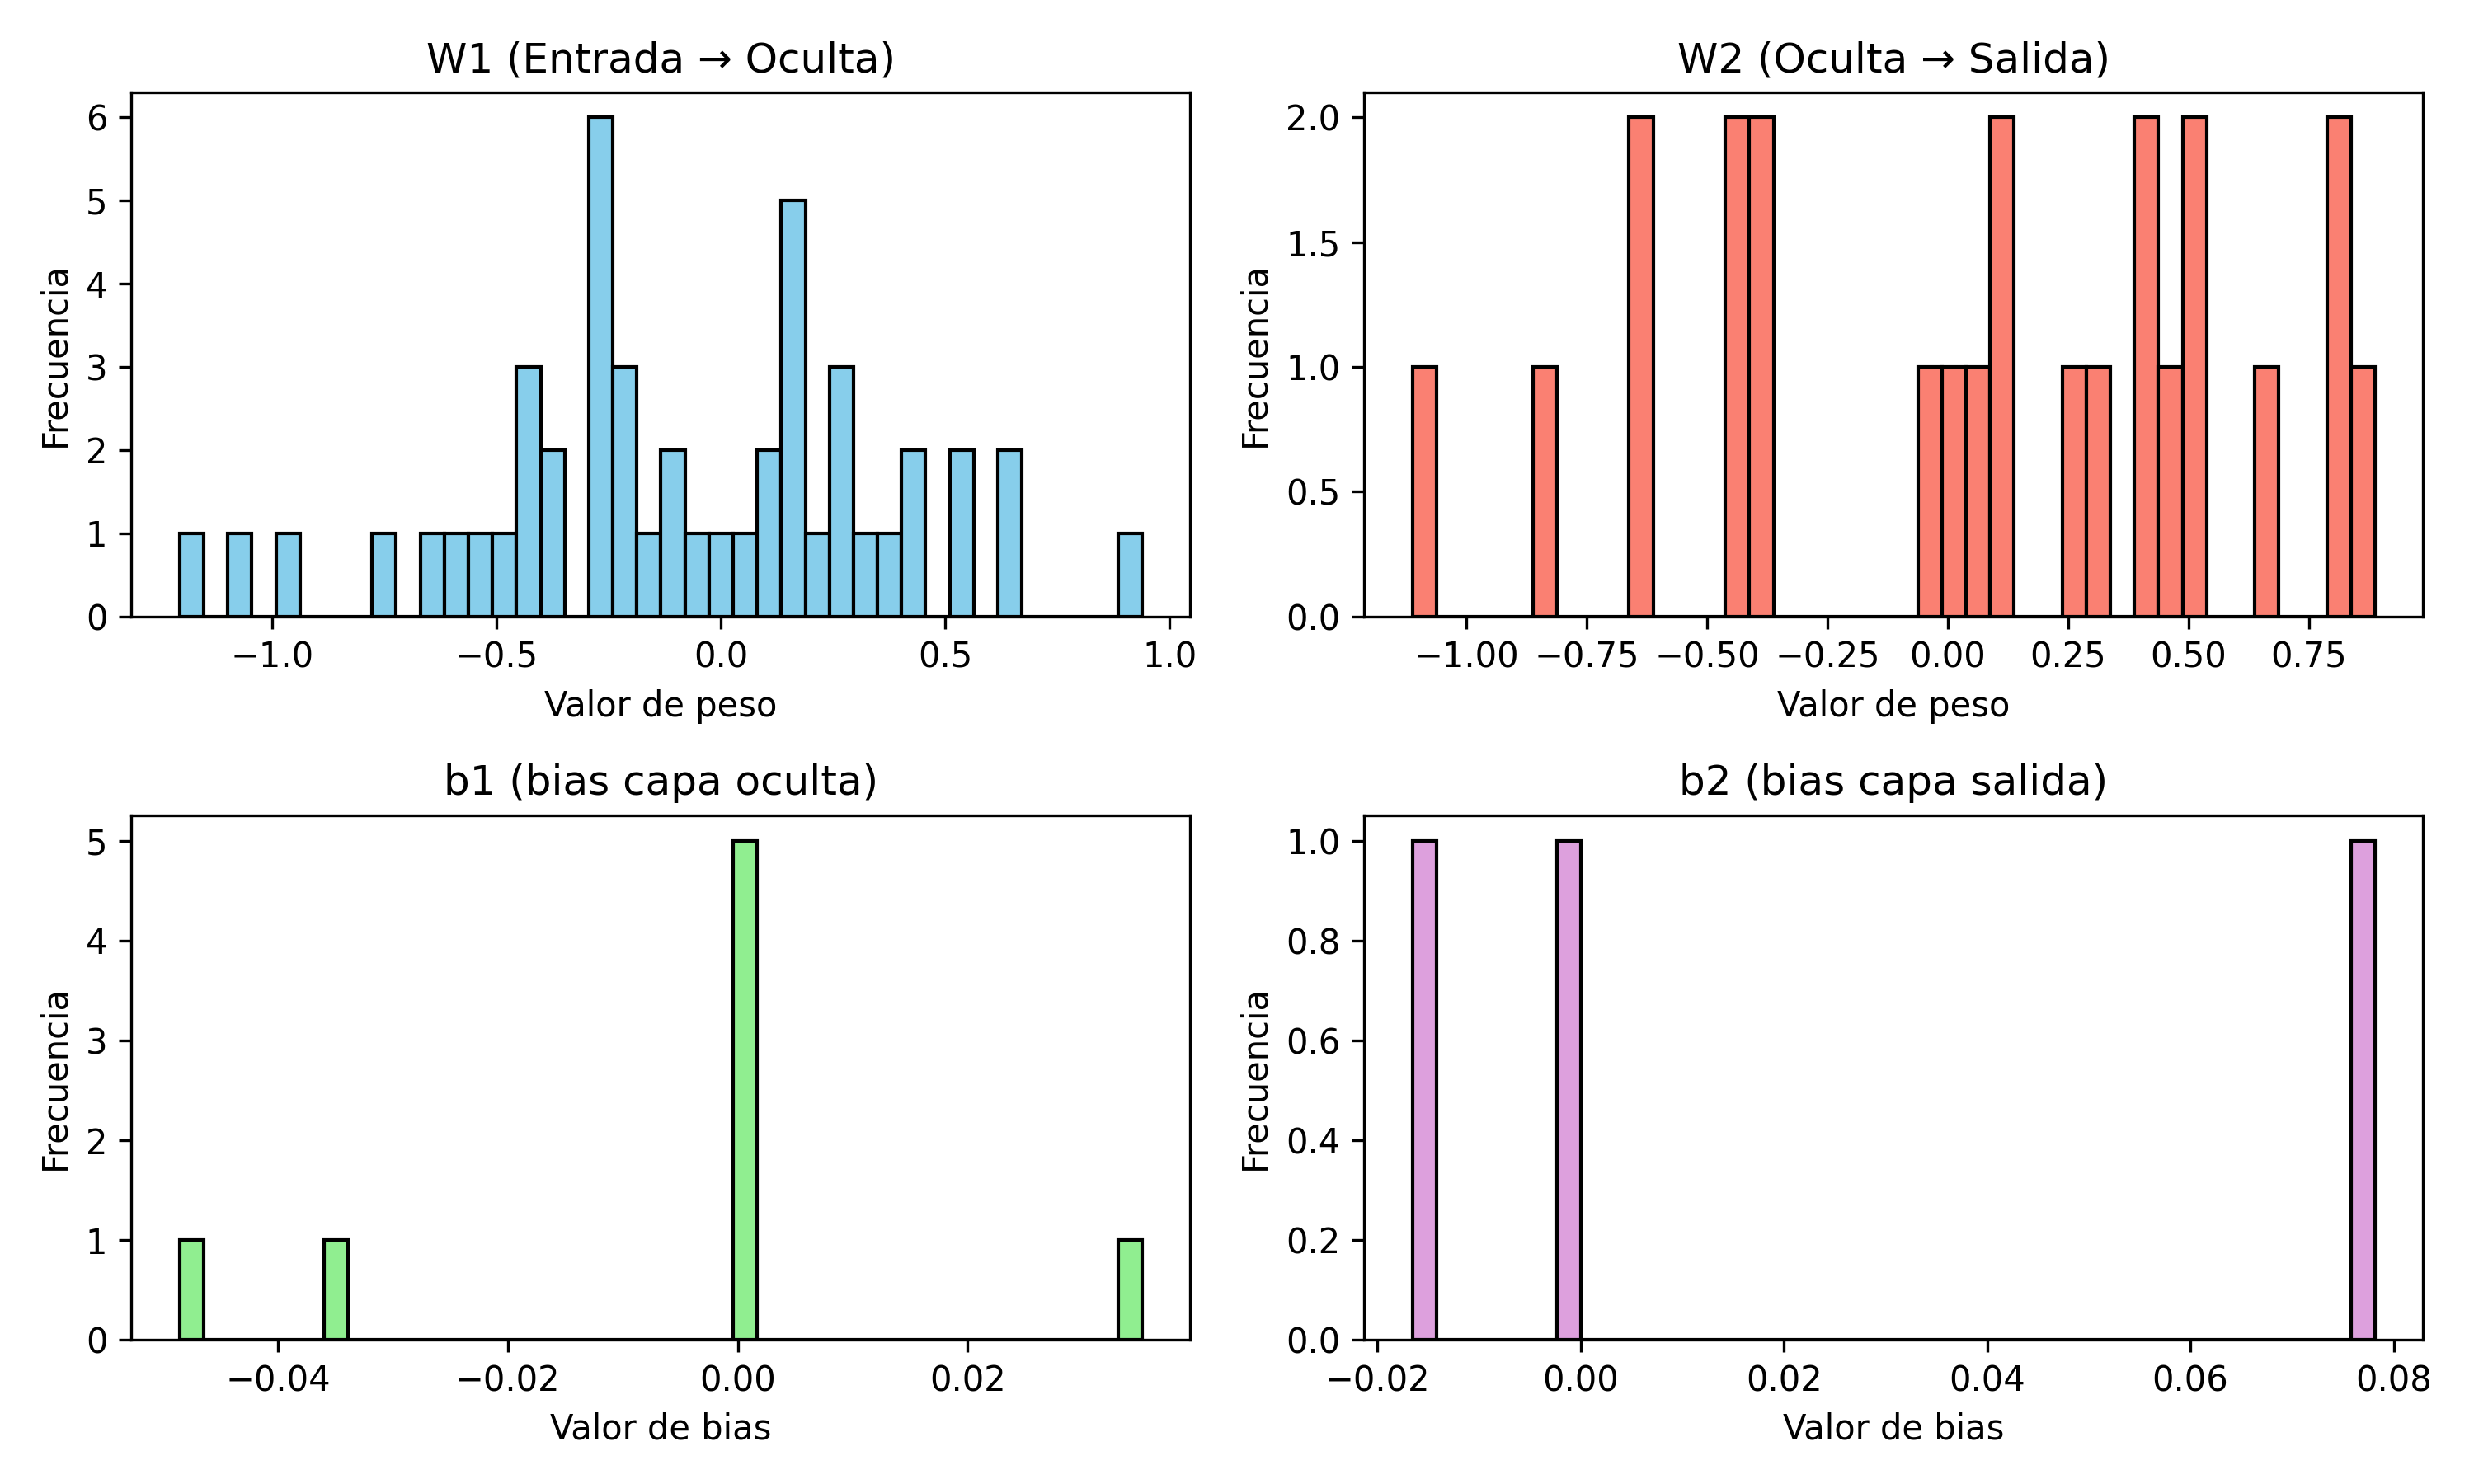 W1 (Entrada → Oculta)
6
5
4
3
2
1
0
Frecuencia
−1.0 −0.5 0.0 0.5 1.0
Valor de peso
W2 (Oculta → Salida)
2.0
1.5
1.0
0.5
0.0
Frecuencia
−1.00 −0.75 −0.50 −0.25 0.00 0.25 0.50 0.75
Valor de peso
b1 (bias capa oculta)
5
4
3
2
1
0
Frecuencia
−0.04 −0.02 0.00 0.02
Valor de bias
b2 (bias capa salida)
1.0
0.8
0.6
0.4
0.2
0.0
Frecuencia
−0.02 0.00 0.02 0.04 0.06 0.08
Valor de bias